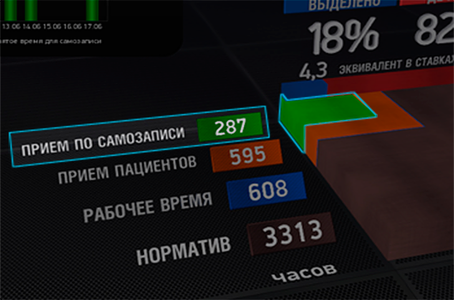 13 06 14 06 15 06 16 06 17 06
ятое время для самозаписи
ВЫДЕЛЕНО
18%
82
4,3 ЭКВИВАЛЕНТ В СТАВКАХ
ПРИЕМ ПО САМОЗАПИСИ 287
ПРИЕМ ПАЦИЕНТОВ 595
РАБОЧЕЕ ВРЕМЯ 608
НОРМАТИВ 3313
часов